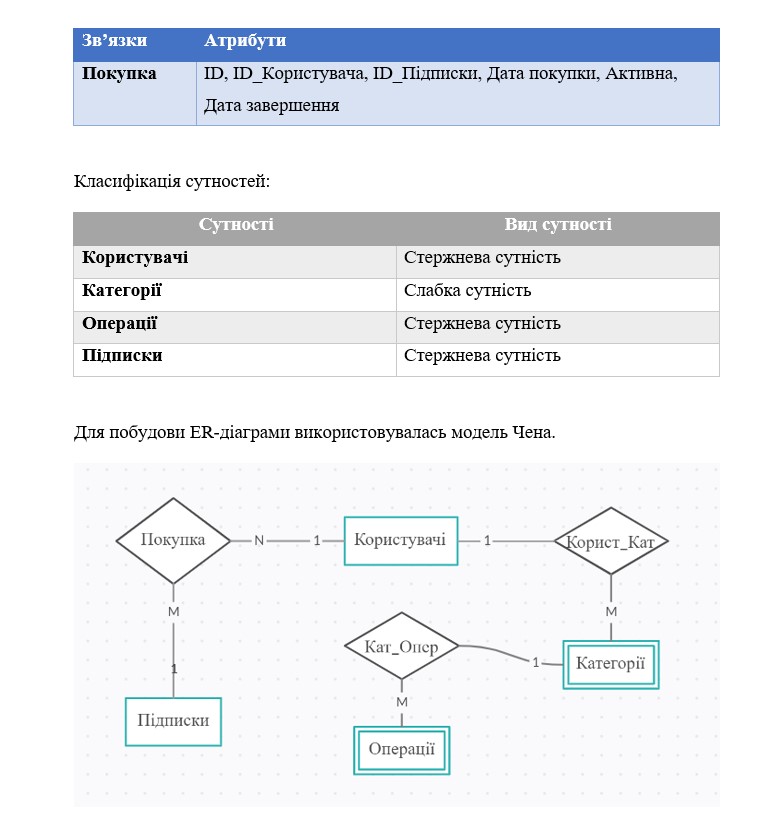 Зв’язки Атрибути
Покупка ID, ID_Користувача, ID_Підписки, Дата покупки, Активна,
Дата завершення
Класифікація сутностей:
Сутності Вид сутності
Користувачі Стержнева сутність
Категорії Слабка сутність
Операції Стержнева сутність
Підписки Стержнева сутність
Для побудови ER-діаграми використовувалась модель Чена.
Покупка N 1 Користувачі 1 Корист_Кат
M M
Кат_Опер 1 Категорії
1
M
Підписки
Операції